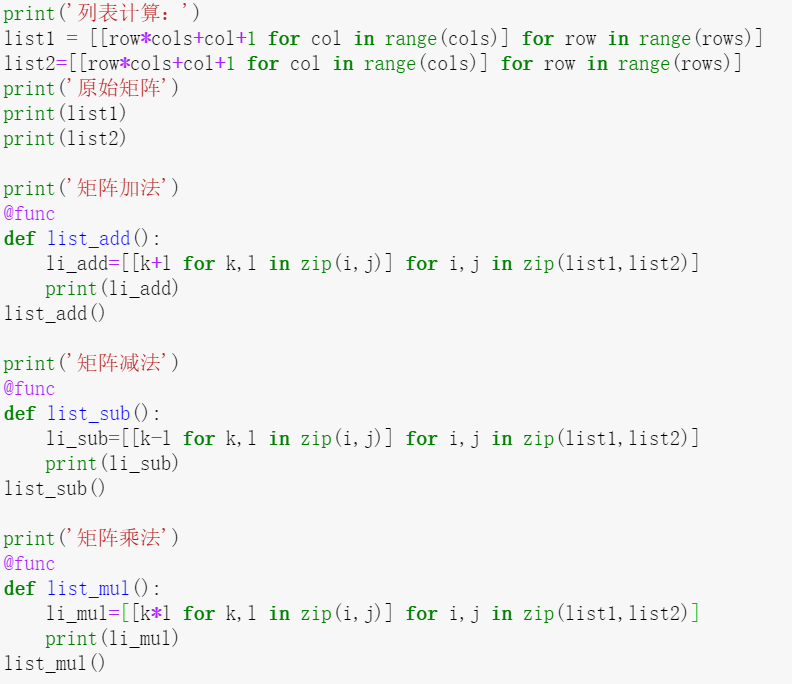 print('列表计算：')
list1 = [[row*cols+col+1 for col in range(cols)] for row in range(rows)]
list2=[[row*cols+col+1 for col in range(cols)] for row in range(rows)]
print('原始矩阵')
print(list1)
print(list2)

print('矩阵加法')
@func
def list_add():
    li_add=[[k+l for k,l in zip(i,j)] for i,j in zip(list1,list2)]
    print(li_add)
list_add()

print('矩阵减法')
@func
def list_sub():
    li_sub=[[k-l for k,l in zip(i,j)] for i,j in zip(list1,list2)]
    print(li_sub)
list_sub()

print('矩阵乘法')
@func
def list_mul():
    li_mul=[[k*l for k,l in zip(i,j)] for i,j in zip(list1,list2)]
    print(li_mul)
list_mul()